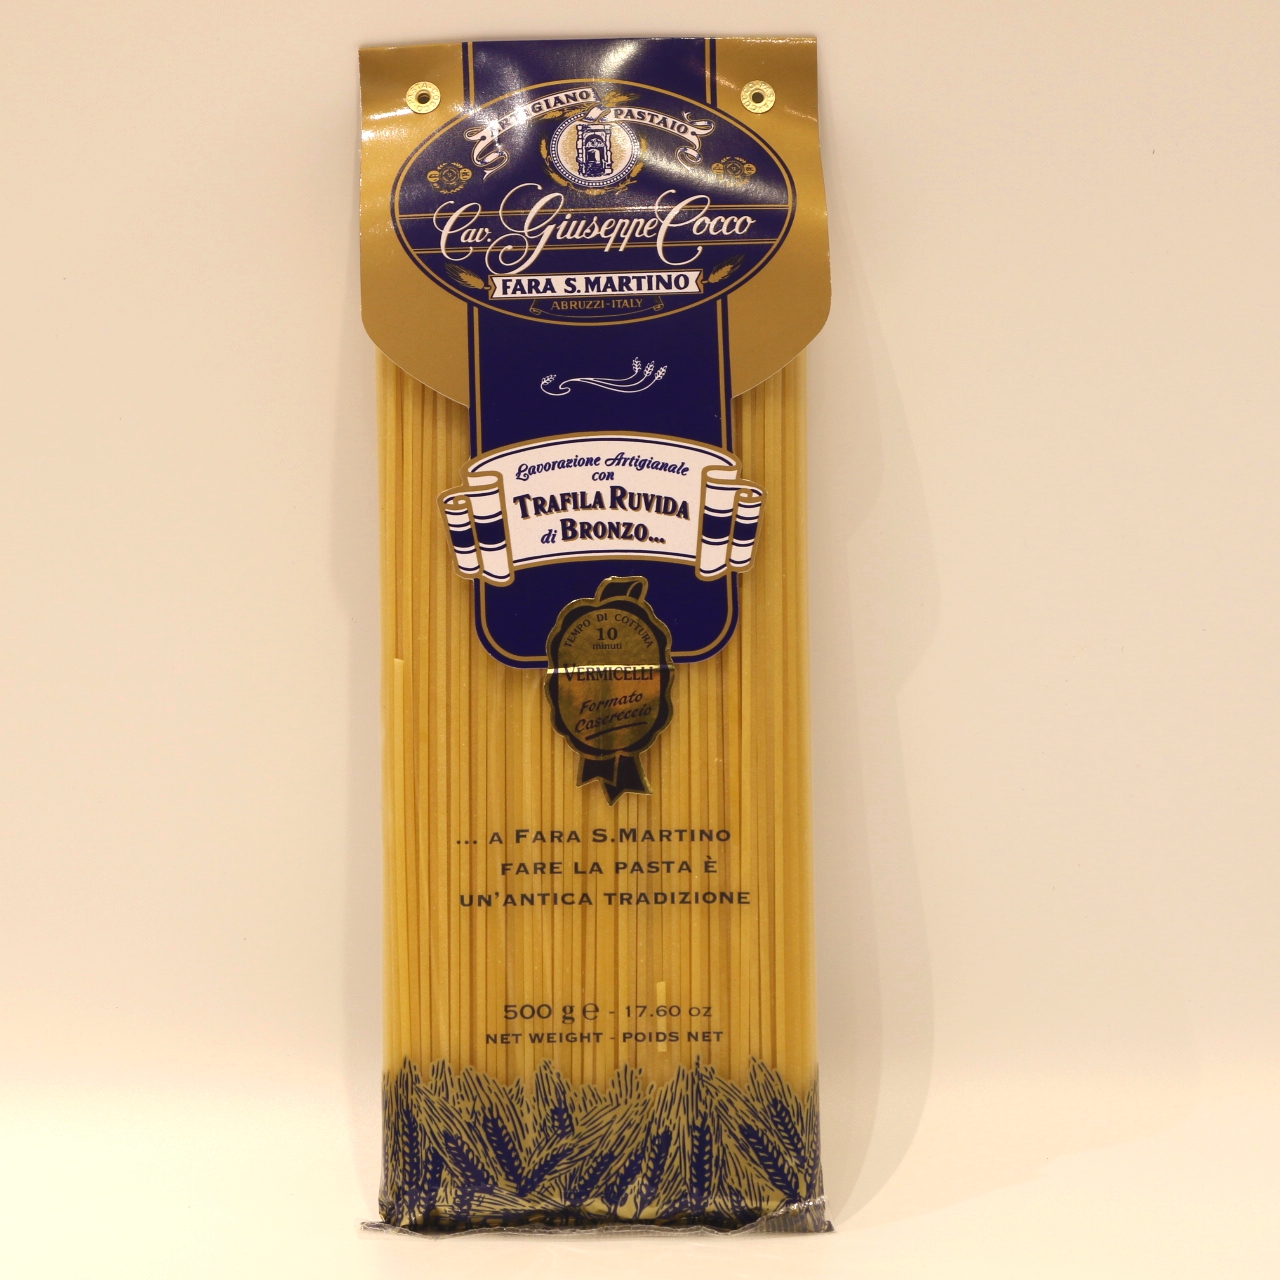 ARTIGIANO PASTAIO
Cav. Giuseppe Cocco
FARA S. MARTINO
ABRUZZI-ITALY
Lavorazione Artigianale
con
TRAFILA RUVIDA
di BRONZO...
TEMPO DI COTTURA
10
minuti
VERMICELLI
Formato
Casereccio
... A FARA S.MARTINO
FARE LA PASTA È
UN'ANTICA TRADIZIONE
500 g e - 17.60 OZ
NET WEIGHT - POIDS NET